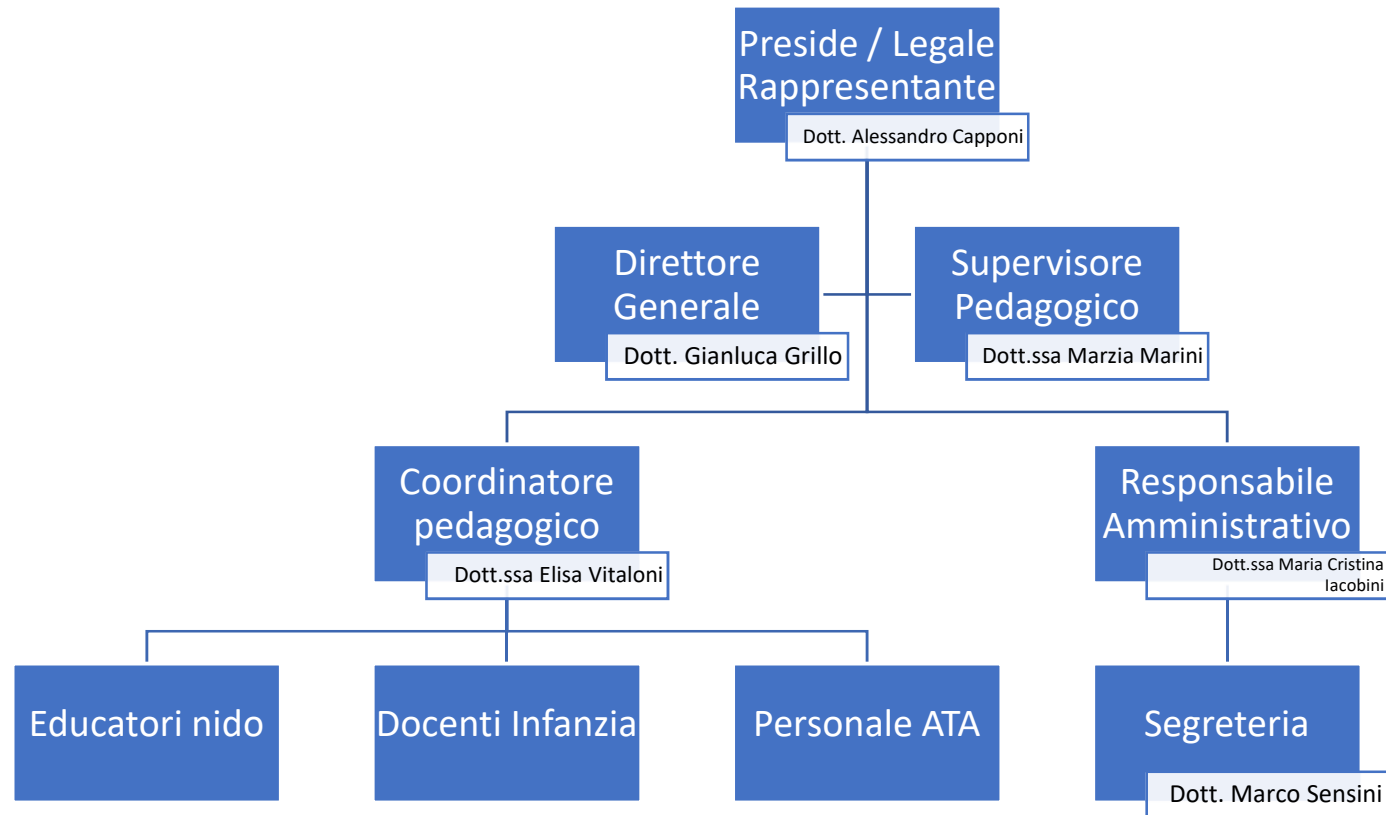 Preside / Legale
Rappresentante
Dott. Alessandro Capponi
Direttore
Generale
Dott. Gianluca Grillo
Supervisore
Pedagogico
Dott.ssa Marzia Marini
Coordinatore
pedagogico
Dott.ssa Elisa Vitaloni
Responsabile
Amministrativo
Dott.ssa Maria Cristina
Iacobini
Educatori nido
Docenti Infanzia
Personale ATA
Segreteria
Dott. Marco Sensini